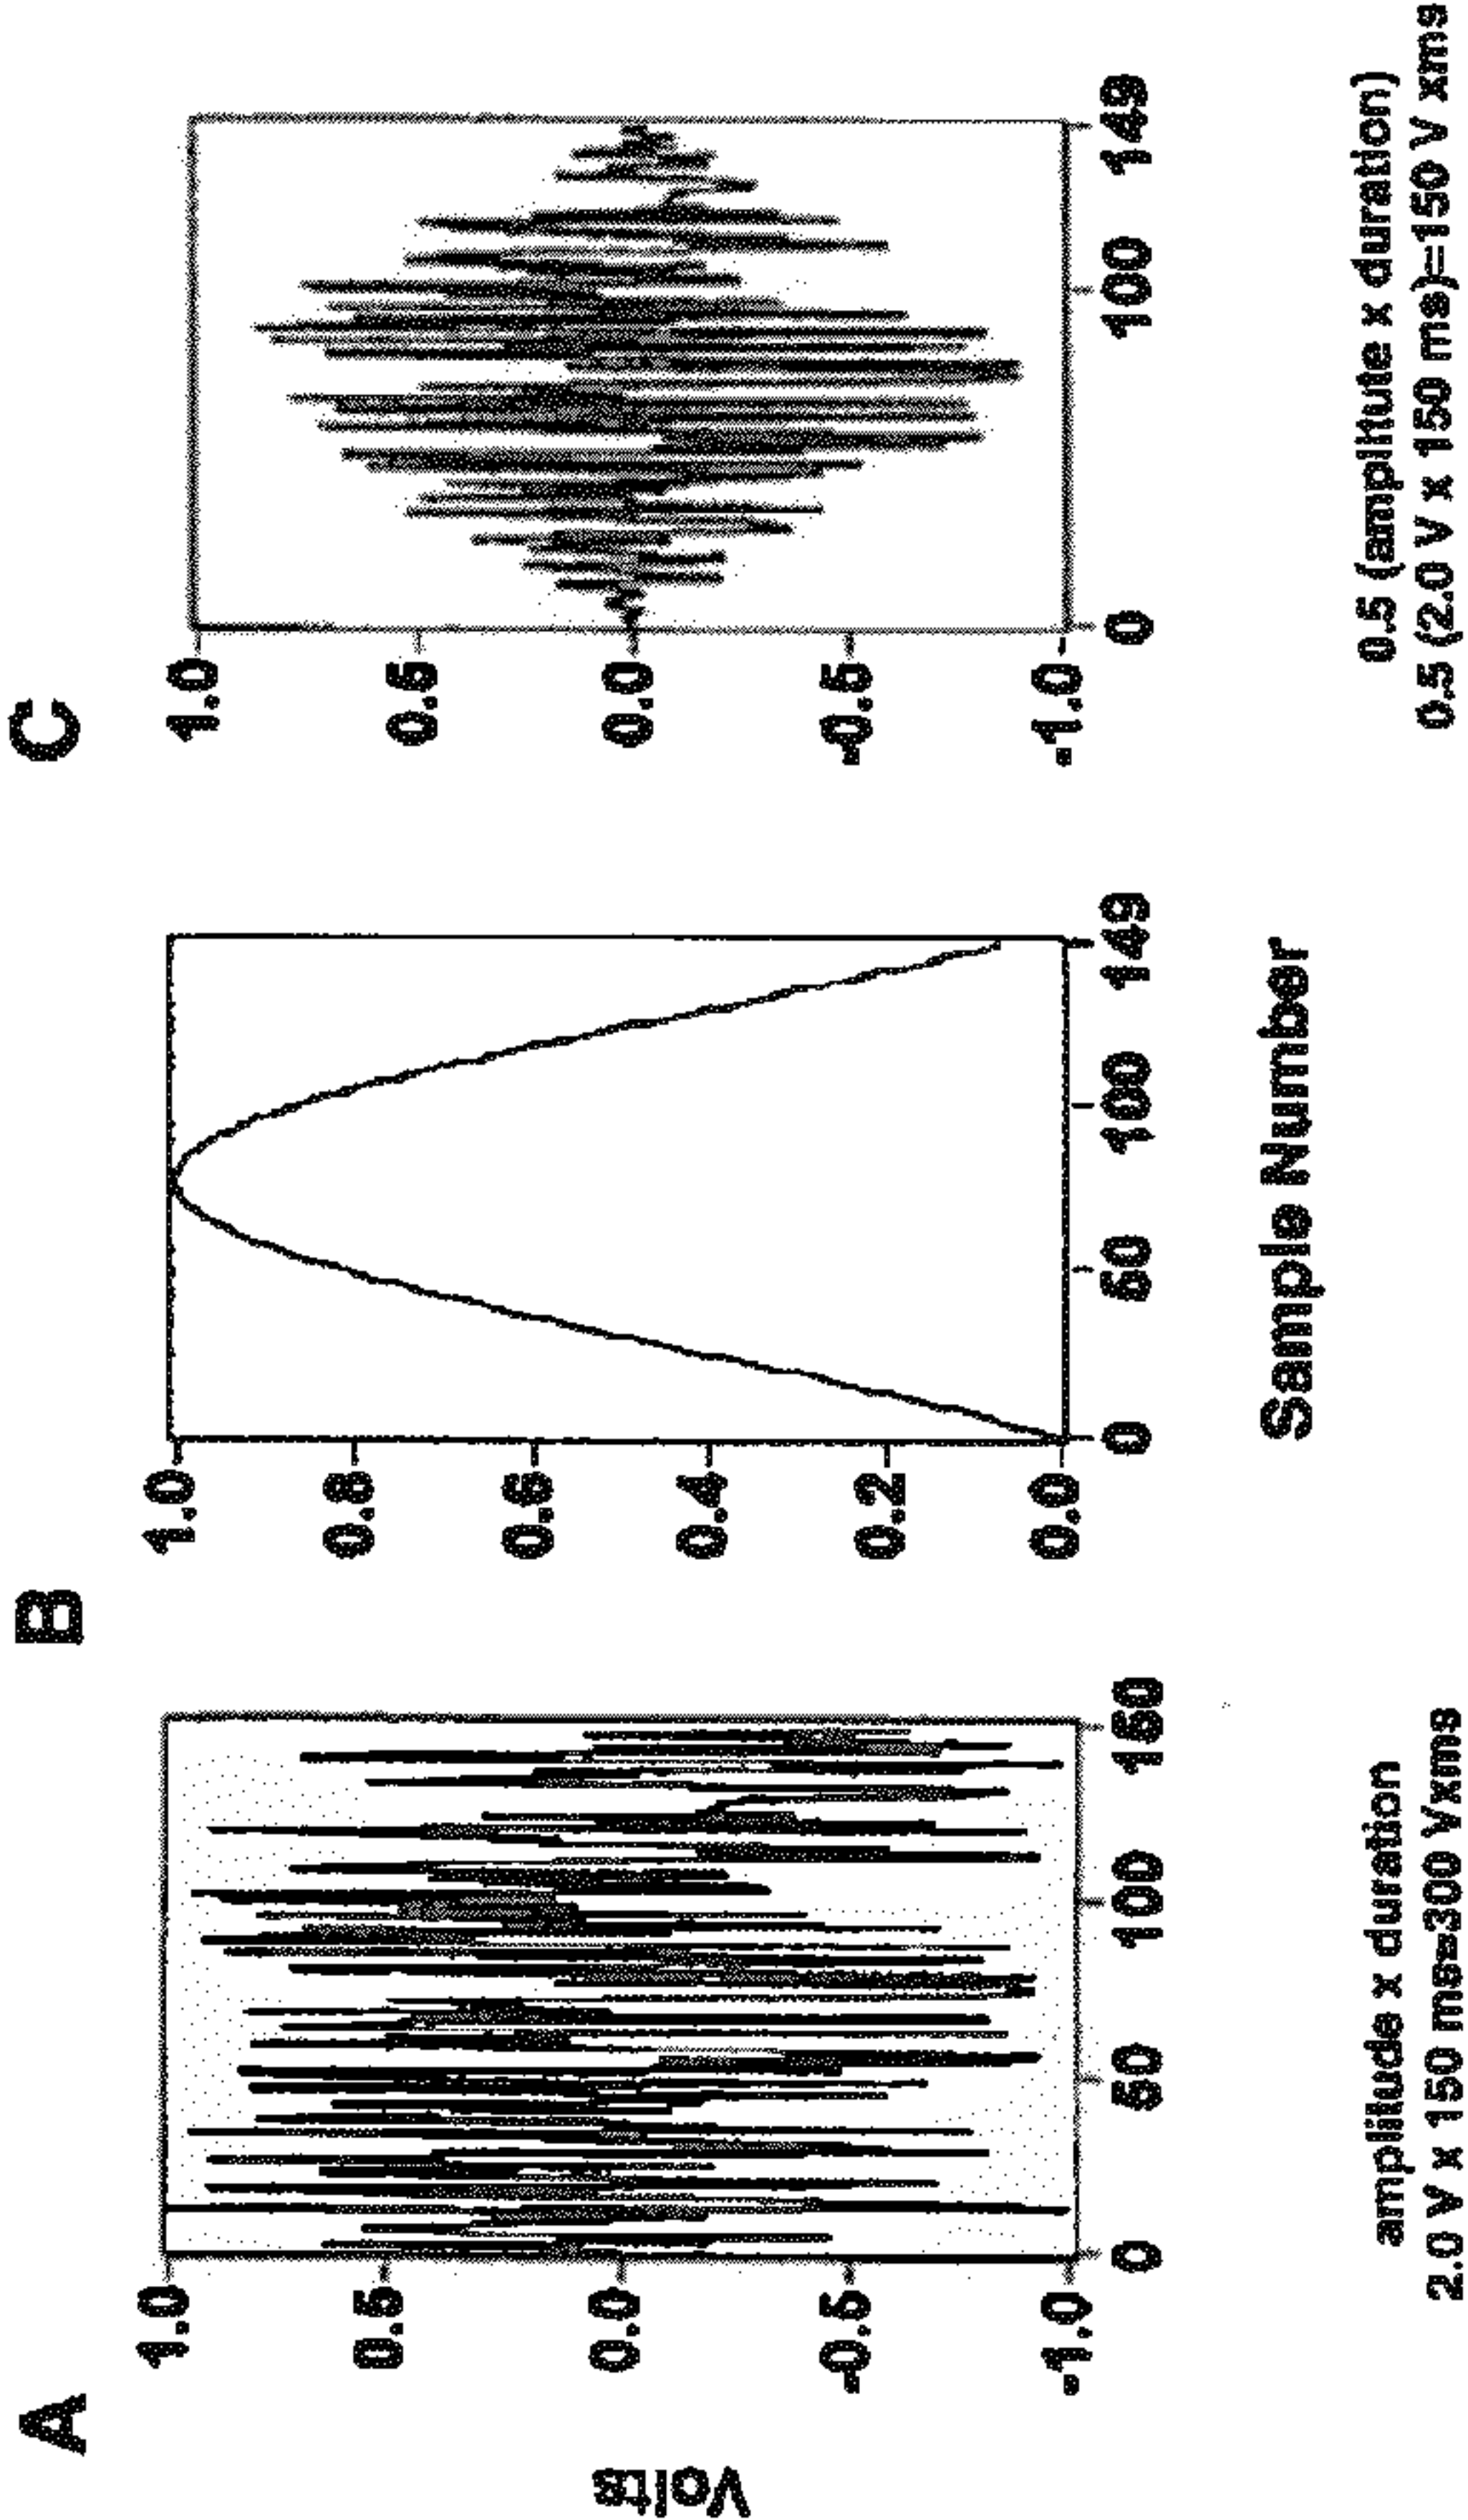 A
Volts
1.0
0.5
0.0
-0.5
-1.0
0 50 100 150
amplitude x duration
2.0 V x 150 ms=300 Vxms
B
1.0
0.8
0.6
0.4
0.2
0.0
0 50 100 149
Sample Number
C
1.0
0.5
0.0
-0.5
-1.0
0 100 149
0.5 (amplitute x duration)
0.5 (2.0 V x 150 ms)=150 V xms